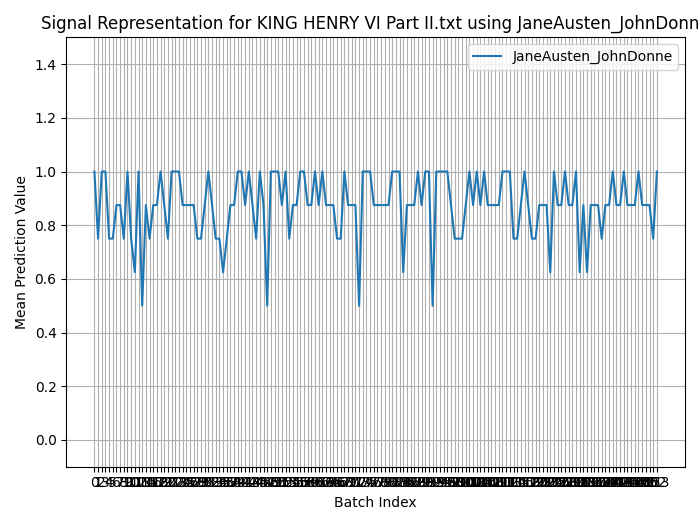 Signal Representation for KING HENRY VI Part II.txt using JaneAusten_JohnDonn
JaneAusten_JohnDonne
1.4
1.2
1.0
0.8
0.6
0.4
0.2
0.0
Mean Prediction Value
Batch Index